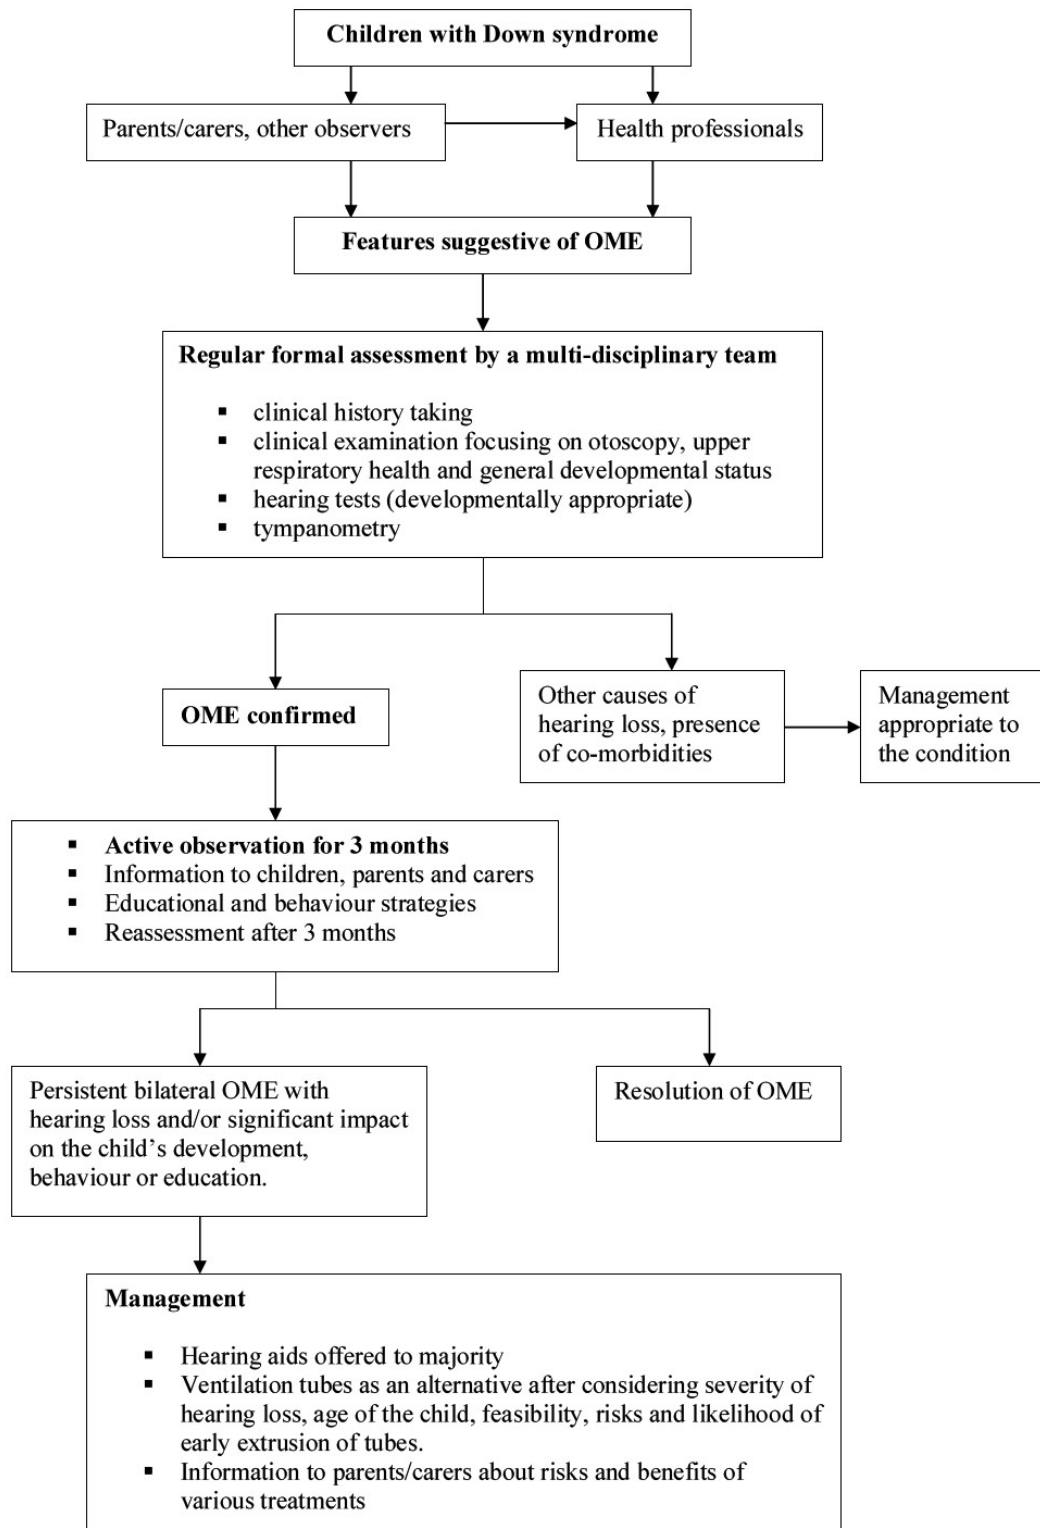 Children with Down syndrome
Parents/carers, other observers
Health professionals
Features suggestive of OME
Regular formal assessment by a multi-disciplinary team
▪ clinical history taking
▪ clinical examination focusing on otoscopy, upper
respiratory health and general developmental status
▪ hearing tests (developmentally appropriate)
▪ tympanometry
OME confirmed
Other causes of
hearing loss, presence
of co-morbidities
Management
appropriate to
the condition
▪ Active observation for 3 months
▪ Information to children, parents and carers
▪ Educational and behaviour strategies
▪ Reassessment after 3 months
Persistent bilateral OME with
hearing loss and/or significant impact
on the child’s development,
behaviour or education.
Resolution of OME
Management
▪ Hearing aids offered to majority
▪ Ventilation tubes as an alternative after considering severity of
hearing loss, age of the child, feasibility, risks and likelihood of
early extrusion of tubes.
▪ Information to parents/carers about risks and benefits of
various treatments